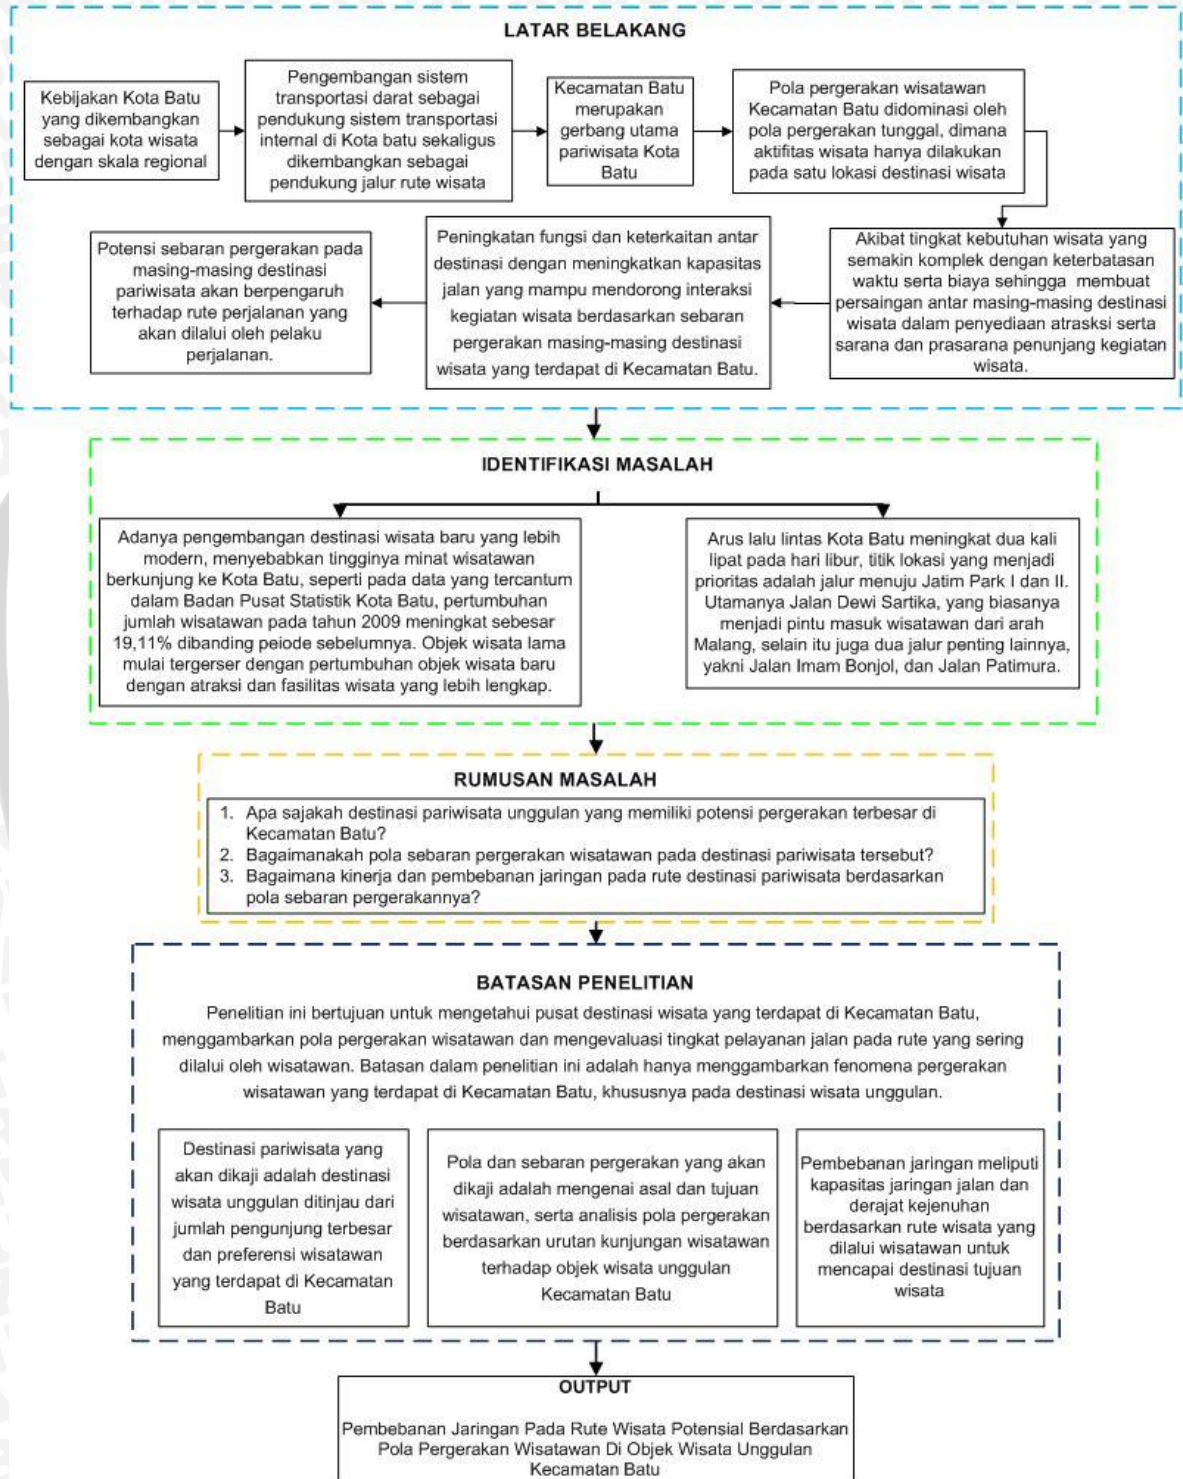 LATAR BELAKANG
Kebijakan Kota Batu
yang dikembangkan
sebagai kota wisata
dengan skala regional
Pengembangan sistem
transportasi darat sebagai
pendukung sistem transportasi
internal di Kota batu sekaligus
dikembangkan sebagai
pendukung jalur rute wisata
Kecamatan Batu
merupakan
gerbang utama
pariwisata Kota
Batu
Pola pergerakan wisatawan
Kecamatan Batu didominasi oleh
pola pergerakan tunggal, dimana
aktifitas wisata hanya dilakukan
pada satu lokasi destinasi wisata
Akibat tingkat kebutuhan wisata yang
semakin komplek dengan keterbatasan
waktu serta biaya sehingga membuat
persaingan antar masing-masing destinasi
wisata dalam penyediaan atrasksi serta
sarana dan prasarana penunjang kegiatan
wisata.
Peningkatan fungsi dan keterkaitan antar
destinasi dengan meningkatkan kapasitas
jalan yang mampu mendorong interaksi
kegiatan wisata berdasarkan sebaran
pergerakan masing-masing destinasi
wisata yang terdapat di Kecamatan Batu.
Potensi sebaran pergerakan pada
masing-masing destinasi
pariwisata akan berpengaruh
terhadap rute perjalanan yang
akan dilalui oleh pelaku
perjalanan.
IDENTIFIKASI MASALAH
Adanya pengembangan destinasi wisata baru yang lebih
modern, menyebabkan tingginya minat wisatawan
berkunjung ke Kota Batu, seperti pada data yang tercantum
dalam Badan Pusat Statistik Kota Batu, pertumbuhan
jumlah wisatawan pada tahun 2009 meningkat sebesar
19,11% dibanding peiode sebelumnya. Objek wisata lama
mulai tergerser dengan pertumbuhan objek wisata baru
dengan atraksi dan fasilitas wisata yang lebih lengkap.
Arus lalu lintas Kota Batu meningkat dua kali
lipat pada hari libur, titik lokasi yang menjadi
prioritas adalah jalur menuju Jatim Park I dan II.
Utamanya Jalan Dewi Sartika, yang biasanya
menjadi pintu masuk wisatawan dari arah
Malang, selain itu juga dua jalur penting lainnya,
yakni Jalan Imam Bonjol, dan Jalan Patimura.
RUMUSAN MASALAH
1. Apa sajakah destinasi pariwisata unggulan yang memiliki potensi pergerakan terbesar di
Kecamatan Batu?
2. Bagaimanakah pola sebaran pergerakan wisatawan pada destinasi pariwisata tersebut?
3. Bagaimana kinerja dan pembebanan jaringan pada rute destinasi pariwisata berdasarkan
pola sebaran pergerakannya?
BATASAN PENELITIAN
Penelitian ini bertujuan untuk mengetahui pusat destinasi wisata yang terdapat di Kecamatan Batu,
menggambarkan pola pergerakan wisatawan dan mengevaluasi tingkat pelayanan jalan pada rute yang sering
dilalui oleh wisatawan. Batasan dalam penelitian ini adalah hanya menggambarkan fenomena pergerakan
wisatawan yang terdapat di Kecamatan Batu, khususnya pada destinasi wisata unggulan.
Destinasi pariwisata yang
akan dikaji adalah destinasi
wisata unggulan ditinjau dari
jumlah pengunjung terbesar
dan preferensi wisatawan
yang terdapat di Kecamatan
Batu
Pola dan sebaran pergerakan yang akan
dikaji adalah mengenai asal dan tujuan
wisatawan, serta analisis pola pergerakan
berdasarkan urutan kunjungan wisatawan
terhadap objek wisata unggulan
Kecamatan Batu
Pembebanan jaringan meliputi
kapasitas jaringan jalan dan
derajat kejenuhan
berdasarkan rute wisata yang
dilalui wisatawan untuk
mencapai destinasi tujuan
wisata
OUTPUT
Pembebanan Jaringan Pada Rute Wisata Potensial Berdasarkan
Pola Pergerakan Wisatawan Di Objek Wisata Unggulan
Kecamatan Batu